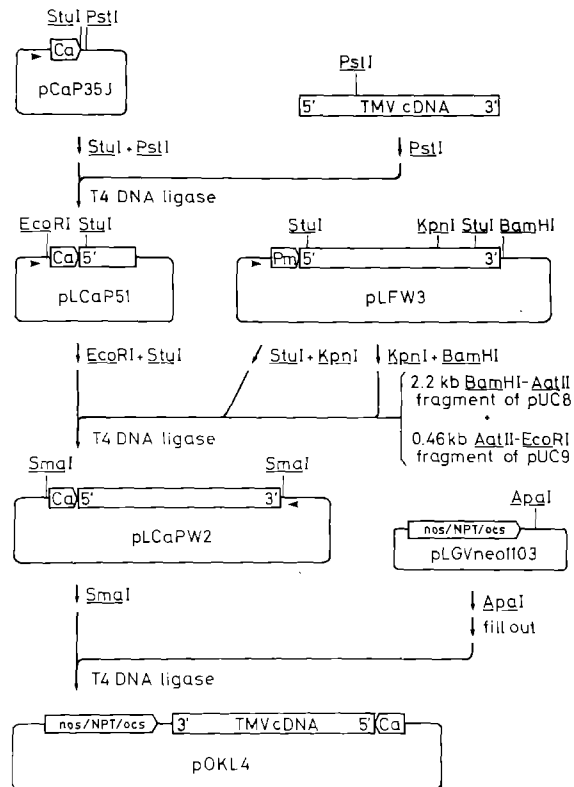 StuI PstI
Ca
pCaP35J
PstI
5' TMV cDNA 3'
StuI + PstI
PstI
T4 DNA ligase
EcoRI StuI
Ca 5'
pLCaP51
StuI KpnI StuI BamHI
Pm 5' 3'
pLFW3
EcoRI + StuI
StuI + KpnI
KpnI + BamHI
2.2 kb BamHI-AatII
fragment of pUC8
0.46kb AatII-EcoRI
fragment of pUC9
T4 DNA ligase
SmaI SmaI
Ca 5' 3'
pLCaPW2
ApaI
nos/NPT/ocs
pLGVneo1103
SmaI
ApaI
fill out
T4 DNA ligase
nos/NPT/ocs 3' TMVcDNA 5' Ca
pOKL4